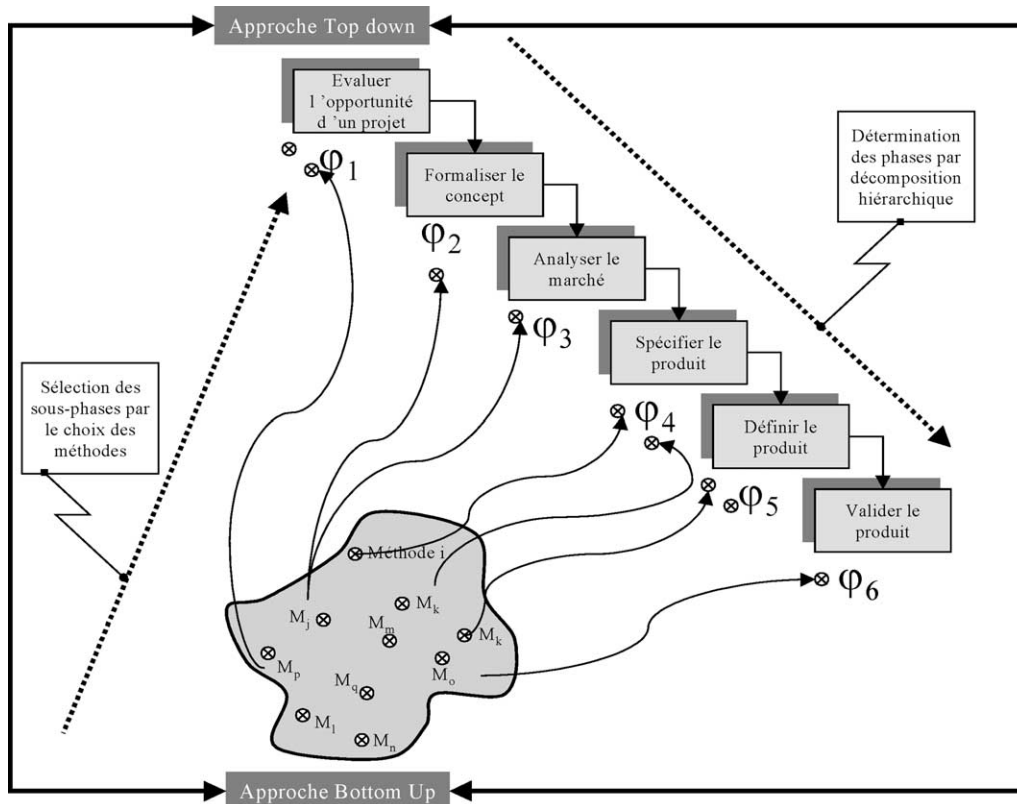 Approche Top down
Evaluer
l 'opportunité
d 'un projet
φ1
Formaliser le
concept
φ2
Analyser le
marché
φ3
Spécifier le
produit
φ4
Définir le
produit
φ5
Valider le
produit
φ6
Détermination
des phases par
décomposition
hiérarchique
Sélection des
sous-phases par
le choix des
méthodes
Méthode i
Mj
Mk
Mm
Mk
Mp
Mo
Mq
Ml
Mn
Approche Bottom Up